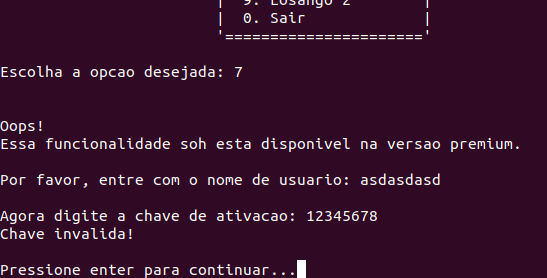 | 9. Losango 2 |
| 0. Sair |
'======================'
Escolha a opcao desejada: 7
Oops!
Essa funcionalidade soh esta disponivel na versao premium.
Por favor, entre com o nome de usuario: asdasdasd
Agora digite a chave de ativacao: 12345678
Chave invalida!
Pressione enter para continuar...